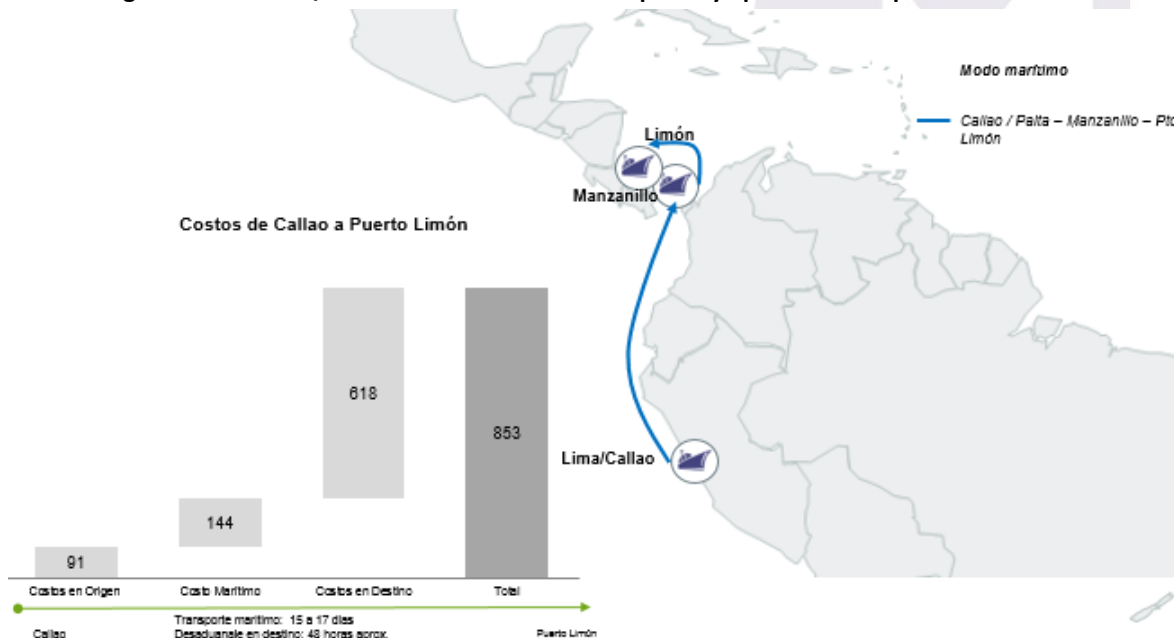 Modo marítimo
Callao / Paita – Manzanillo – Pto
Limón
Limón
Manzanillo
Costos de Callao a Puerto Limón
618
853
Lima/Callao
144
91
Costos en Origen
Costo Marítimo
Costos en Destino
Total
Transporte marítimo: 15 a 17 días
Callao
Desaduanaje en destino: 48 horas aprox.
Puerto Limón